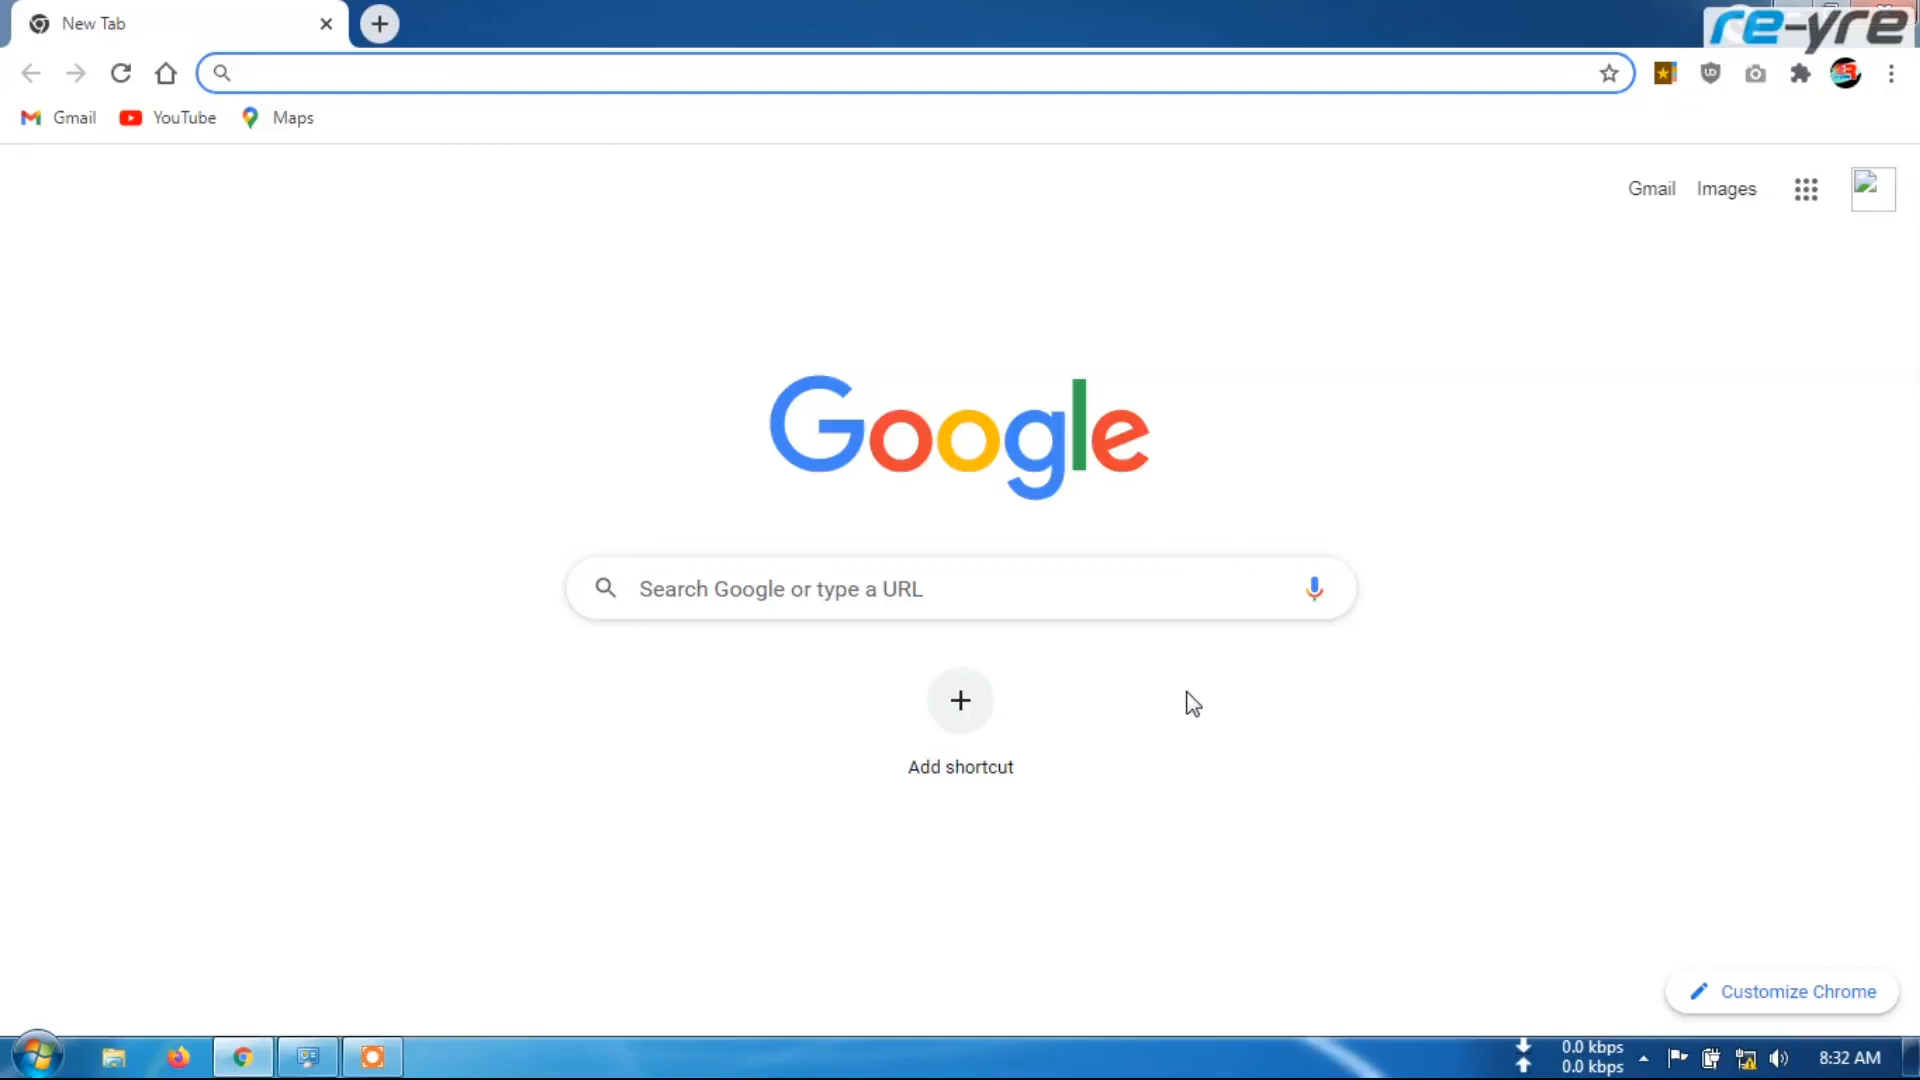 New Tab
re-yre
Gmail
YouTube
Maps
Gmail
Images
Google
Search Google or type a URL
Add shortcut
Customize Chrome
0.0 kbps
0.0 kbps
8:32 AM